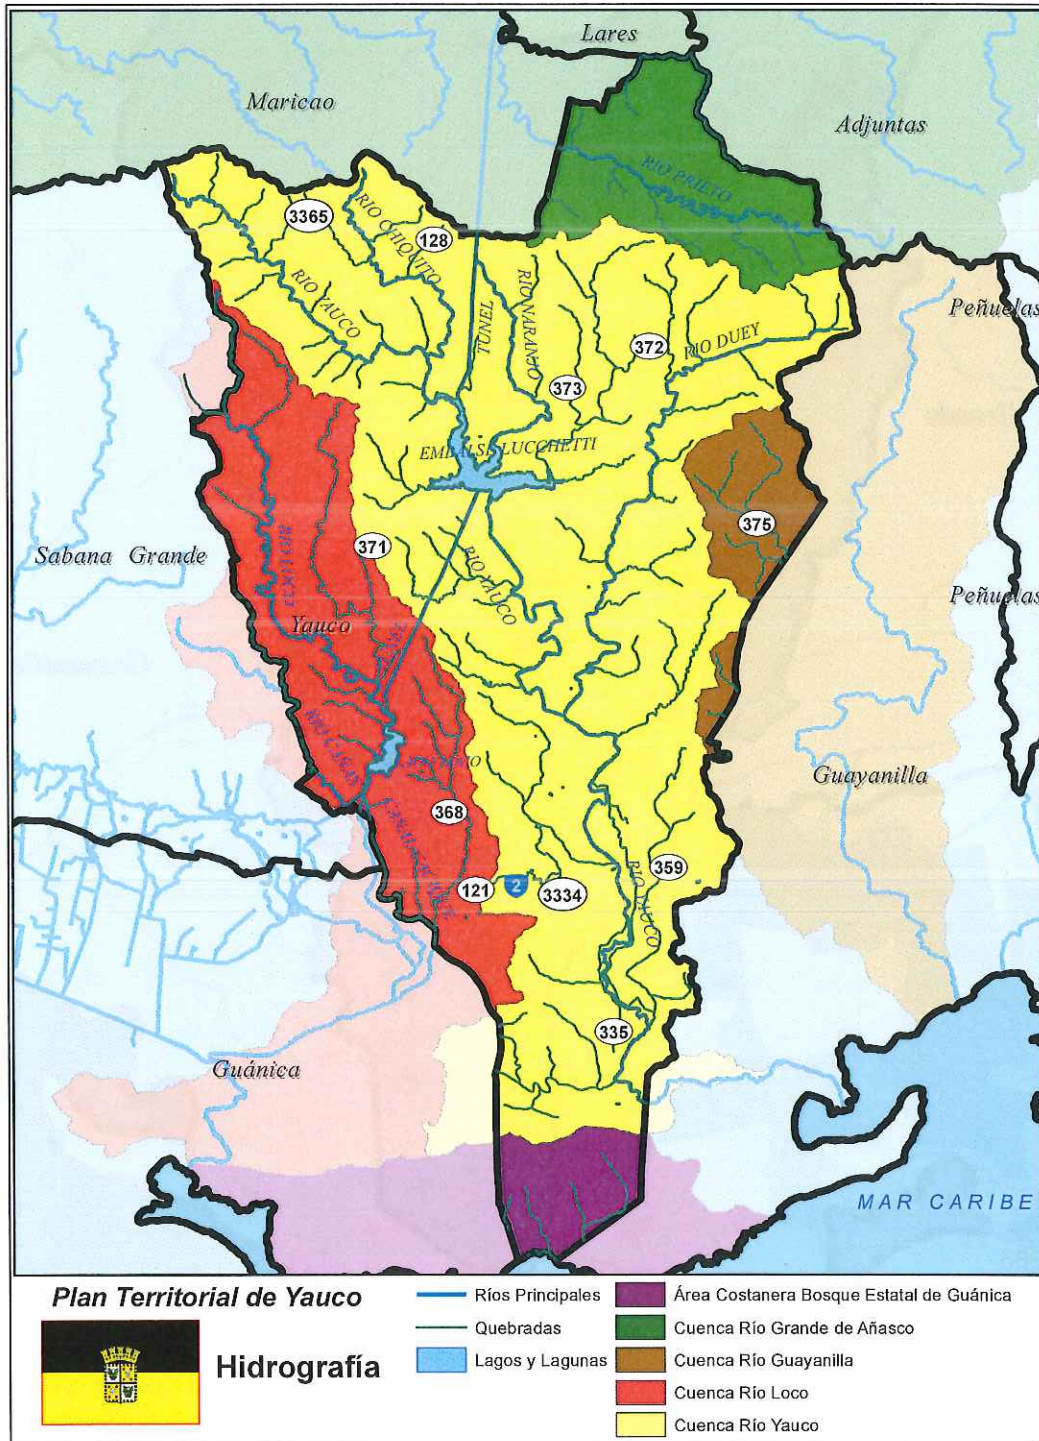 Lares
Maricao
Adjuntas
RIO PRIETO
3365
RIO CHIQUITO
128
RIO YAUCO
TUNEL
RIO NARANJO
Peñuelas
372
RIO DUEY
373
EMBALSE LUCCHETTI
375
371
Sabana Grande
RIO YAUCO
Peñuelas
Yauco
RIO CAÑAS
Guayanilla
368
359
121
2
3334
RIO YAUCO
335
Guánica
MAR CARIBE
Plan Territorial de Yauco
Hidrografía
Ríos Principales
Quebradas
Lagos y Lagunas
Área Costanera Bosque Estatal de Guánica
Cuenca Río Grande de Añasco
Cuenca Río Guayanilla
Cuenca Río Loco
Cuenca Río Yauco